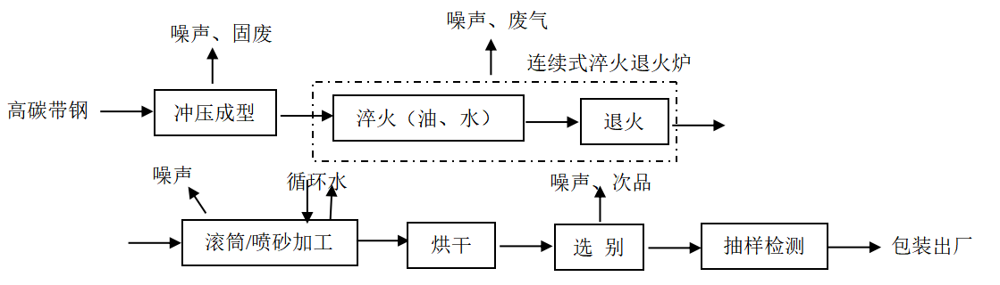 噪声、固废
噪声、废气
连续式淬火退火炉
高碳带钢
冲压成型
淬火（油、水）
退火
噪声
循环水
噪声、次品
滚筒/喷砂加工
烘干
选 别
抽样检测
包装出厂